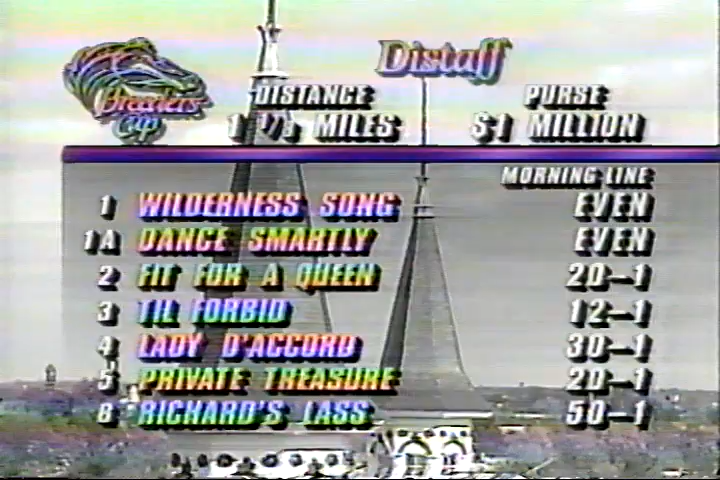 Distaff
Breeders' Cup
DISTANCE PURSE
1 1/8 MILES $1 MILLION
MORNING LINE
1 WILDERNESS SONG EVEN
1A DANCE SMARTLY EVEN
2 FIT FOR A QUEEN 20-1
3 TIL FORBID 12-1
4 LADY D'ACCORD 30-1
5 PRIVATE TREASURE 20-1
6 RICHARD'S LASS 50-1